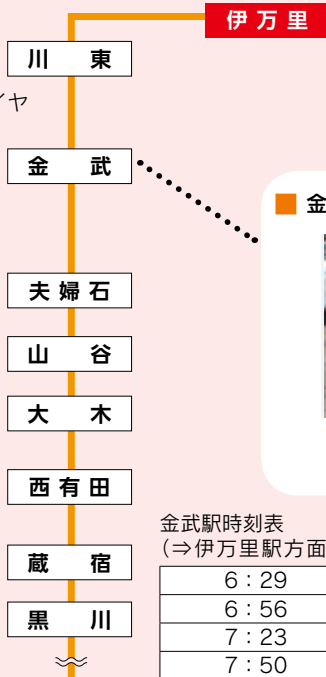 伊万里
川東
イヤ
金武
■ 金
夫婦石
山谷
大木
西有田
金武駅時刻表
(⇒伊万里駅方面
蔵宿
6:29
黒川
6:56
7:23
7:50